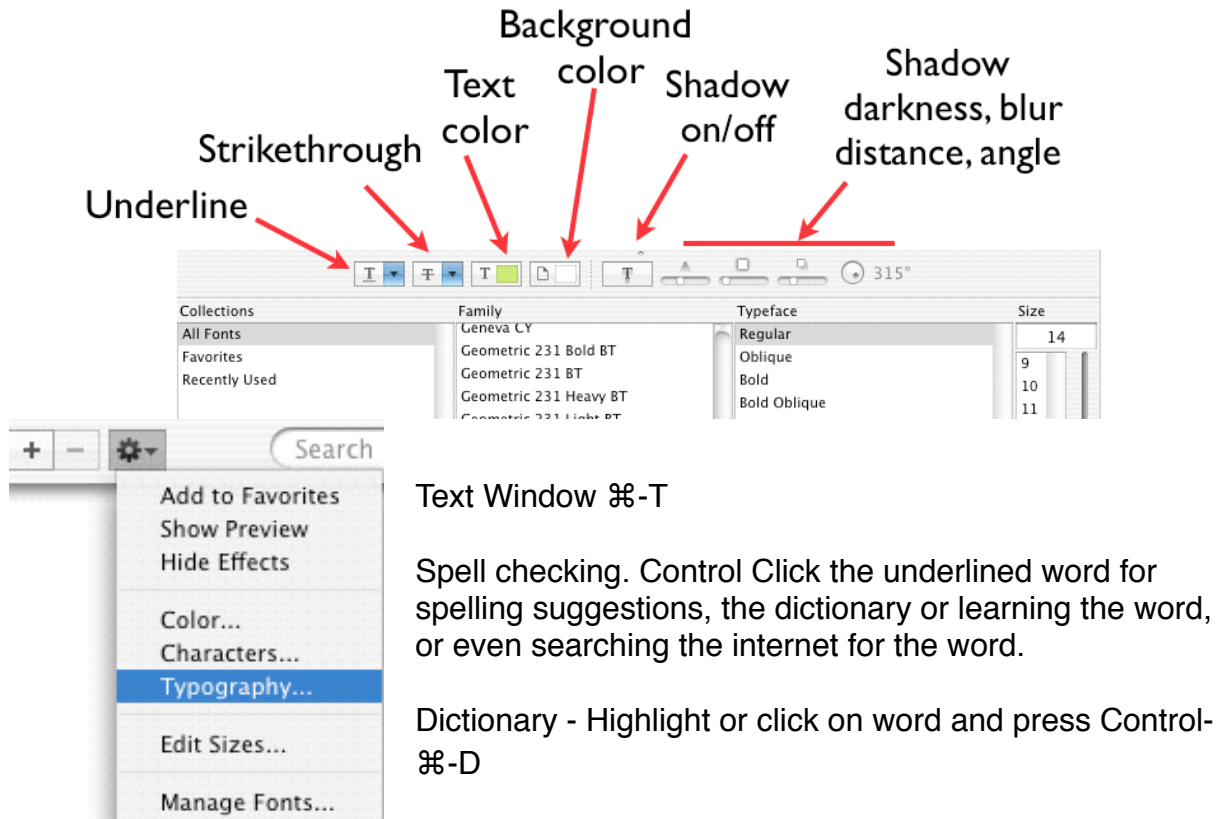 Background
color
Text
color
Shadow
on/off
Shadow
darkness, blur
distance, angle
Strikethrough
Underline
T T T T 315°
Collections Family Typeface Size
All Fonts
Favorites
Recently Used
Geneva CY
Geometric 231 Bold BT
Geometric 231 BT
Geometric 231 Heavy BT
Geometric 231 Light BT
Regular
Oblique
Bold
Bold Oblique
14
9
10
11
+ − Search
Add to Favorites
Show Preview
Hide Effects
Color...
Characters...
Typography...
Edit Sizes...
Manage Fonts...
Text Window ⌘-T
Spell checking. Control Click the underlined word for
spelling suggestions, the dictionary or learning the word,
or even searching the internet for the word.
Dictionary - Highlight or click on word and press Control-
⌘-D